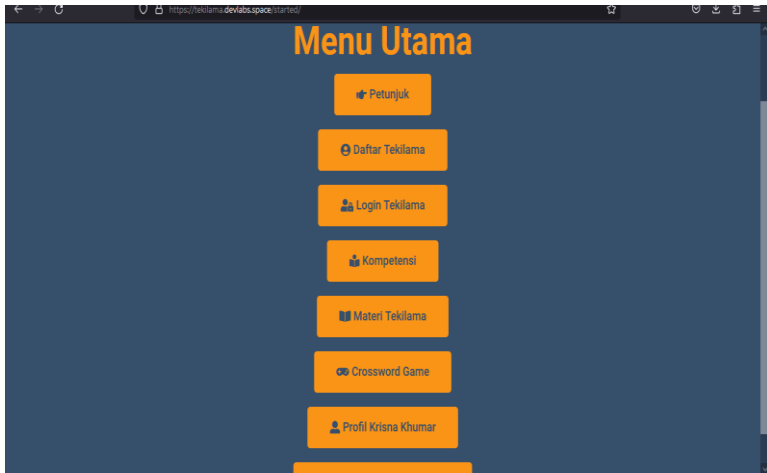 https://tekilama.devlabs.space/started/
Menu Utama
Petunjuk
Daftar Tekilama
Login Tekilama
Kompetensi
Materi Tekilama
Crossword Game
Profil Krisna Khumar